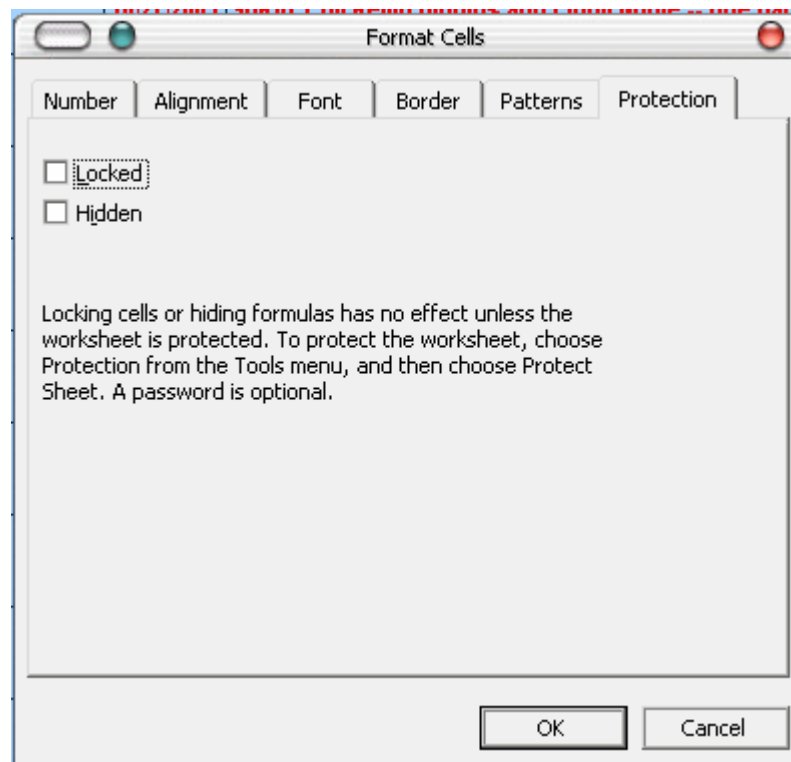 Format Cells
Number Alignment Font Border Patterns Protection
Locked
Hidden
Locking cells or hiding formulas has no effect unless the
worksheet is protected. To protect the worksheet, choose
Protection from the Tools menu, and then choose Protect
Sheet. A password is optional.
OK Cancel